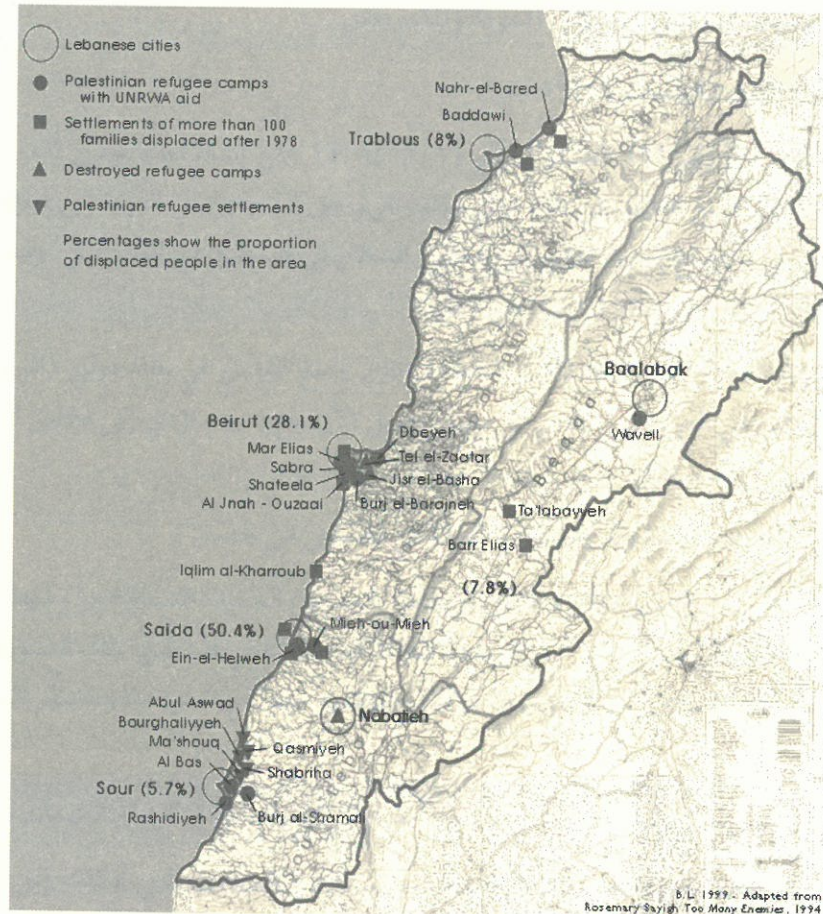 Lebanese cities
Palestinian refugee camps
with UNRWA aid
Settlements of more than 100
families displaced after 1978
Destroyed refugee camps
Palestinian refugee settlements
Percentages show the proportion
of displaced people in the area
Nahr-el-Bared
Baddawi
Trablous (8%)
Baalabak
Wavell
Beirut (28.1%)
Dbeyeh
Mar Elias
Tel el-Zaatar
Sabra
Shateela
Jisr el-Basha
Al Jnah - Ouzaai
Burj el-Barajneh
Bekaa
Ta'labayyeh
Barr Elias
Iqlim al-Kharroub
(7.8%)
Saida (50.4%)
Mieh-ou-Mieh
Ein-el-Helweh
Abul Aswad
Nabatieh
Bourghaliyyeh
Ma'shouq
Qasmiyeh
Al Bas
Shabriha
Sour (5.7%)
Rashidiyeh
Burj al-Shamali
B.L. 1999 - Adapted from
Rosemary Sayigh Too Many Enemies, 1994